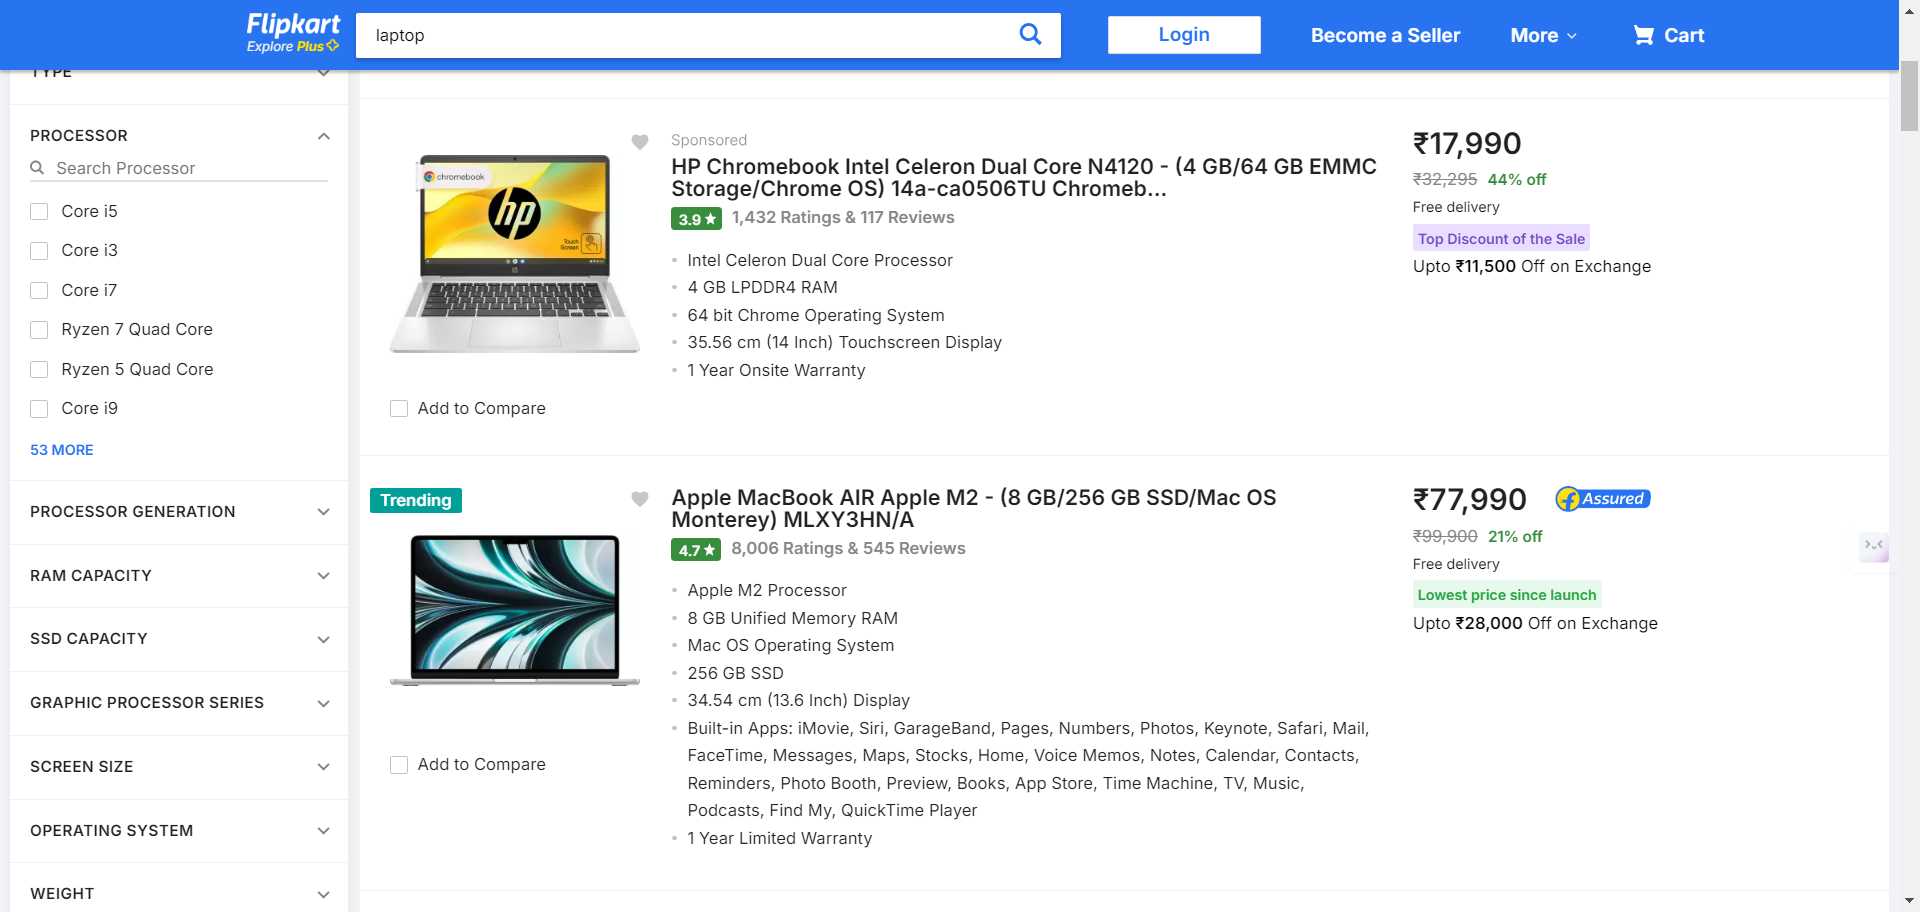 Flipkart
Explore Plus
laptop
Login
Become a Seller
More
Cart
TYPE
PROCESSOR
Search Processor
Core i5
Core i3
Core i7
Ryzen 7 Quad Core
Ryzen 5 Quad Core
Core i9
53 MORE
PROCESSOR GENERATION
RAM CAPACITY
SSD CAPACITY
GRAPHIC PROCESSOR SERIES
SCREEN SIZE
OPERATING SYSTEM
WEIGHT
chromebook
hp
Touch
Screen
Add to Compare
Sponsored
HP Chromebook Intel Celeron Dual Core N4120 - (4 GB/64 GB EMMC
Storage/Chrome OS) 14a-ca0506TU Chromeb...
3.9★ 1,432 Ratings & 117 Reviews
Intel Celeron Dual Core Processor
4 GB LPDDR4 RAM
64 bit Chrome Operating System
35.56 cm (14 Inch) Touchscreen Display
1 Year Onsite Warranty
₹17,990
₹32,295 44% off
Free delivery
Top Discount of the Sale
Upto ₹11,500 Off on Exchange
Trending
Add to Compare
Apple MacBook AIR Apple M2 - (8 GB/256 GB SSD/Mac OS
Monterey) MLXY3HN/A
4.7★ 8,006 Ratings & 545 Reviews
Apple M2 Processor
8 GB Unified Memory RAM
Mac OS Operating System
256 GB SSD
34.54 cm (13.6 Inch) Display
Built-in Apps: iMovie, Siri, GarageBand, Pages, Numbers, Photos, Keynote, Safari, Mail,
FaceTime, Messages, Maps, Stocks, Home, Voice Memos, Notes, Calendar, Contacts,
Reminders, Photo Booth, Preview, Books, App Store, Time Machine, TV, Music,
Podcasts, Find My, QuickTime Player
1 Year Limited Warranty
₹77,990 Assured
₹99,900 21% off
Free delivery
Lowest price since launch
Upto ₹28,000 Off on Exchange